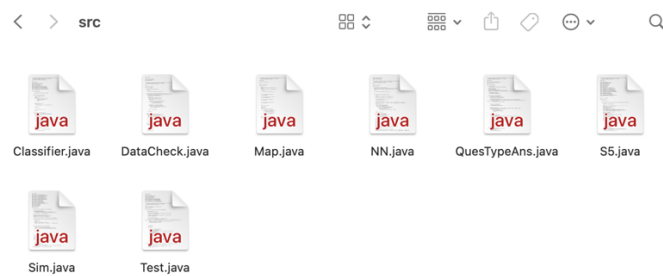 src
java java java java java java
Classifier.java DataCheck.java Map.java NN.java QuesTypeAns.java S5.java
java java
Sim.java Test.java